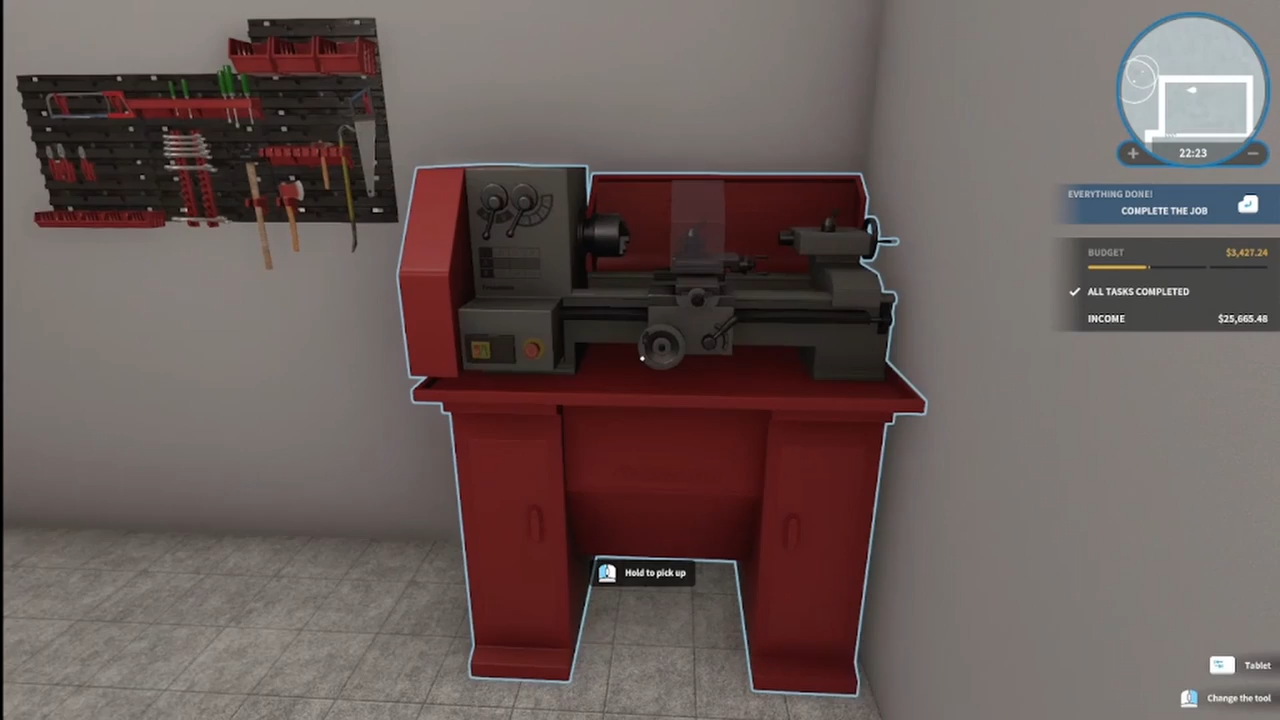 22:23
EVERYTHING DONE!
COMPLETE THE JOB
BUDGET $3,427.24
ALL TASKS COMPLETED
INCOME $25,665.48
Hold to pick up
Tablet
Change the tool